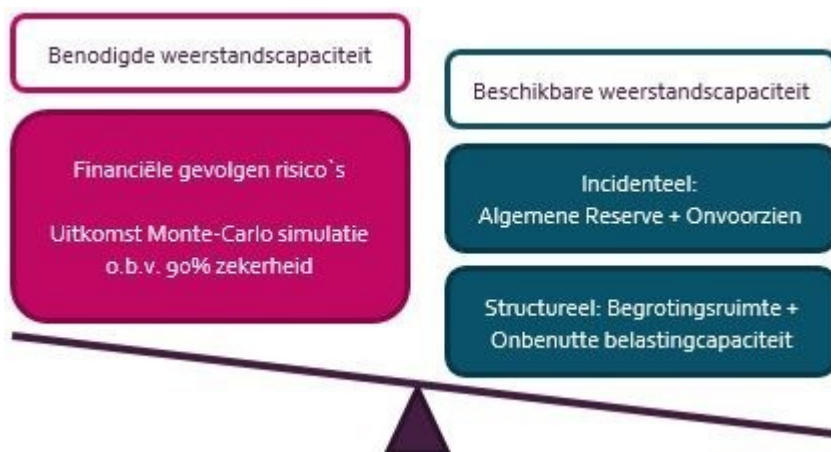 Benodigde weerstandscapaciteit
Financiële gevolgen risico`s
Uitkomst Monte-Carlo simulatie
o.b.v. 90% zekerheid
Beschikbare weerstandscapaciteit
Incidenteel:
Algemene Reserve + Onvoorzien
Structureel: Begrotingsruimte +
Onbenutte belastingcapaciteit